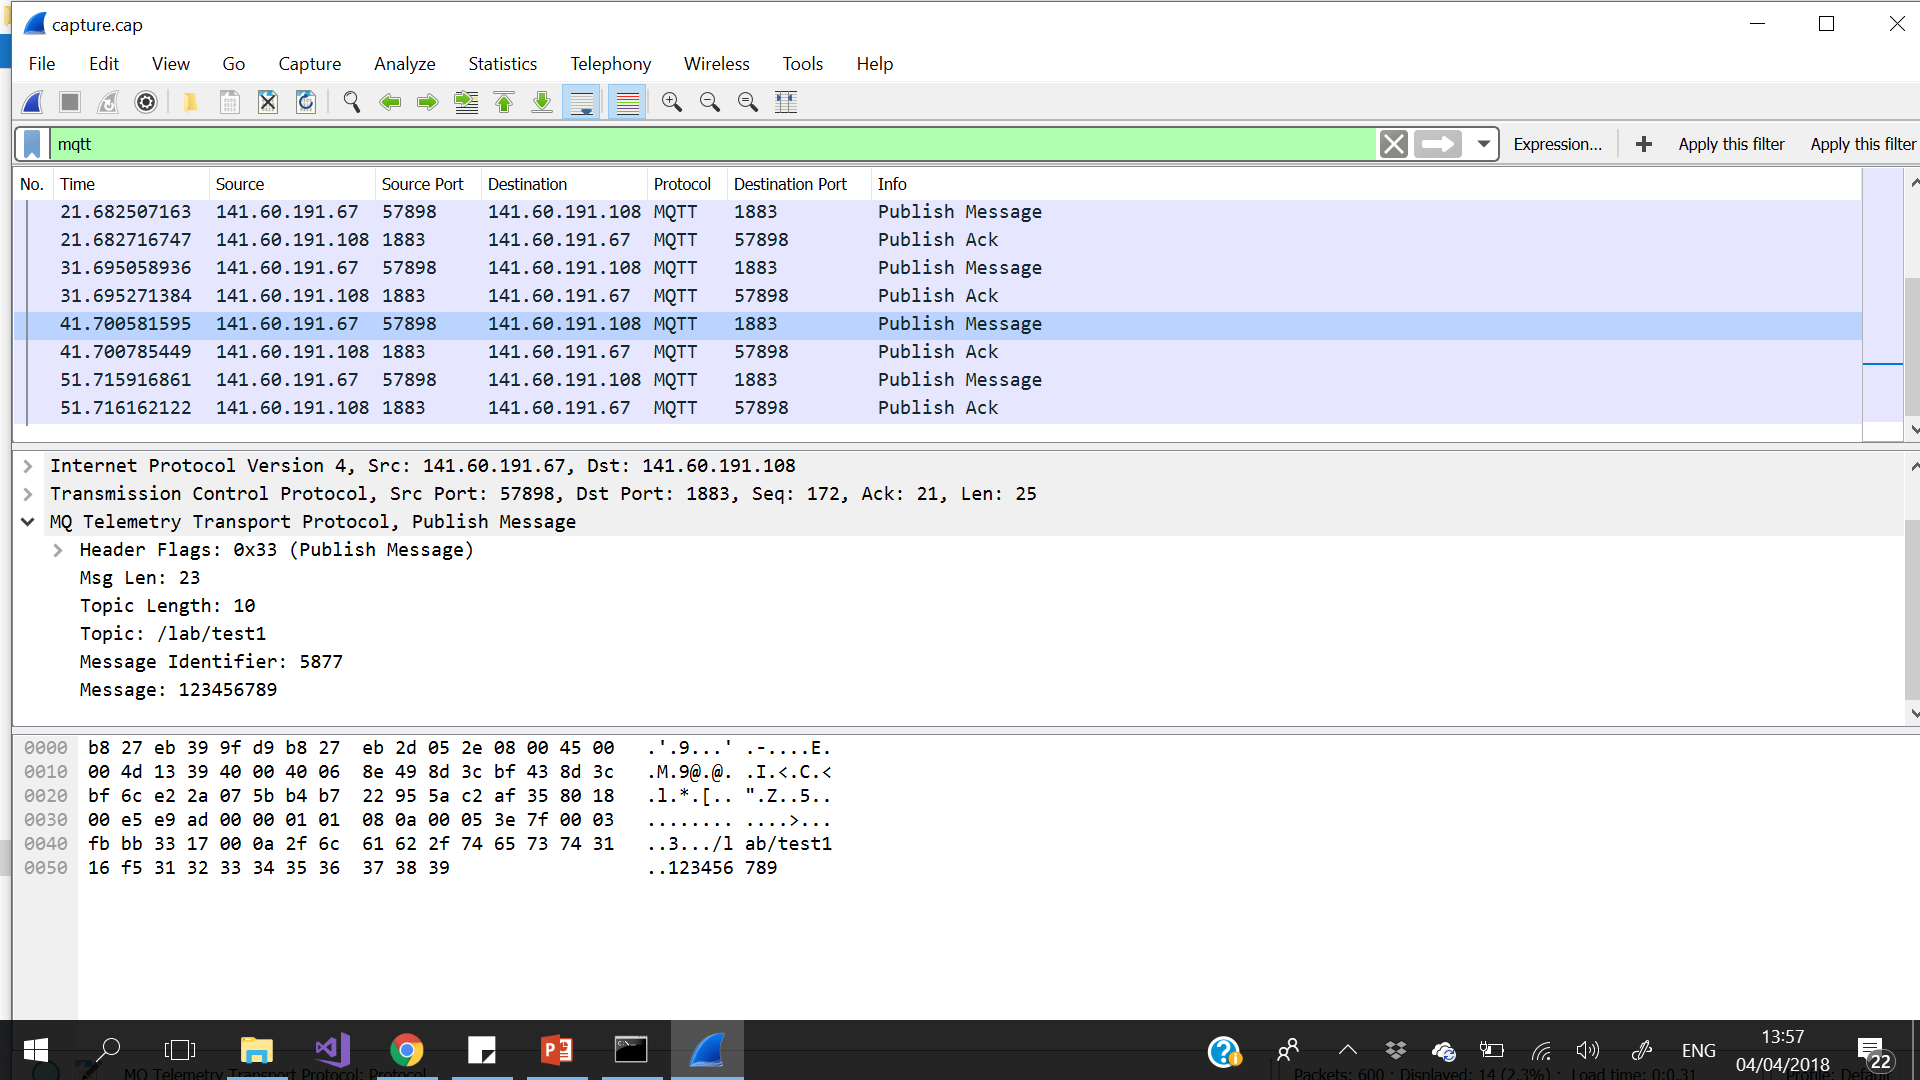 capture.cap
File Edit View Go Capture Analyze Statistics Telephony Wireless Tools Help
mqtt Expression... + Apply this filter Apply this filter
No. Time Source Source Port Destination Protocol Destination Port Info
21.682507163 141.60.191.67 57898 141.60.191.108 MQTT 1883 Publish Message
21.682716747 141.60.191.108 1883 141.60.191.67 MQTT 57898 Publish Ack
31.695058936 141.60.191.67 57898 141.60.191.108 MQTT 1883 Publish Message
31.695271384 141.60.191.108 1883 141.60.191.67 MQTT 57898 Publish Ack
41.700581595 141.60.191.67 57898 141.60.191.108 MQTT 1883 Publish Message
41.700785449 141.60.191.108 1883 141.60.191.67 MQTT 57898 Publish Ack
51.715916861 141.60.191.67 57898 141.60.191.108 MQTT 1883 Publish Message
51.716162122 141.60.191.108 1883 141.60.191.67 MQTT 57898 Publish Ack
Internet Protocol Version 4, Src: 141.60.191.67, Dst: 141.60.191.108
Transmission Control Protocol, Src Port: 57898, Dst Port: 1883, Seq: 172, Ack: 21, Len: 25
MQ Telemetry Transport Protocol, Publish Message
Header Flags: 0x33 (Publish Message)
Msg Len: 23
Topic Length: 10
Topic: /lab/test1
Message Identifier: 5877
Message: 123456789
0000 b8 27 eb 39 9f d9 b8 27 eb 2d 05 2e 08 00 45 00 .'.9...' .-....E.
0010 00 4d 13 39 40 00 40 06 8e 49 8d 3c bf 43 8d 3c .M.9@.@. .I.<.C.<
0020 bf 6c e2 2a 07 5b b4 b7 22 95 5a c2 af 35 80 18 .l.*.[.. ".Z..5..
0030 00 e5 e9 ad 00 00 01 01 08 0a 00 05 3e 7f 00 03 ........ ....>...
0040 fb bb 33 17 00 0a 2f 6c 61 62 2f 74 65 73 74 31 ..3.../l ab/test1
0050 16 f5 31 32 33 34 35 36 37 38 39 ..123456 789
13:57
ENG 04/04/2018 22
MQ Telemetry Transport Protocol: Protocol Packets: 600 · Displayed: 14 (2.3%) · Load time: 0:0.31 Profile: Default